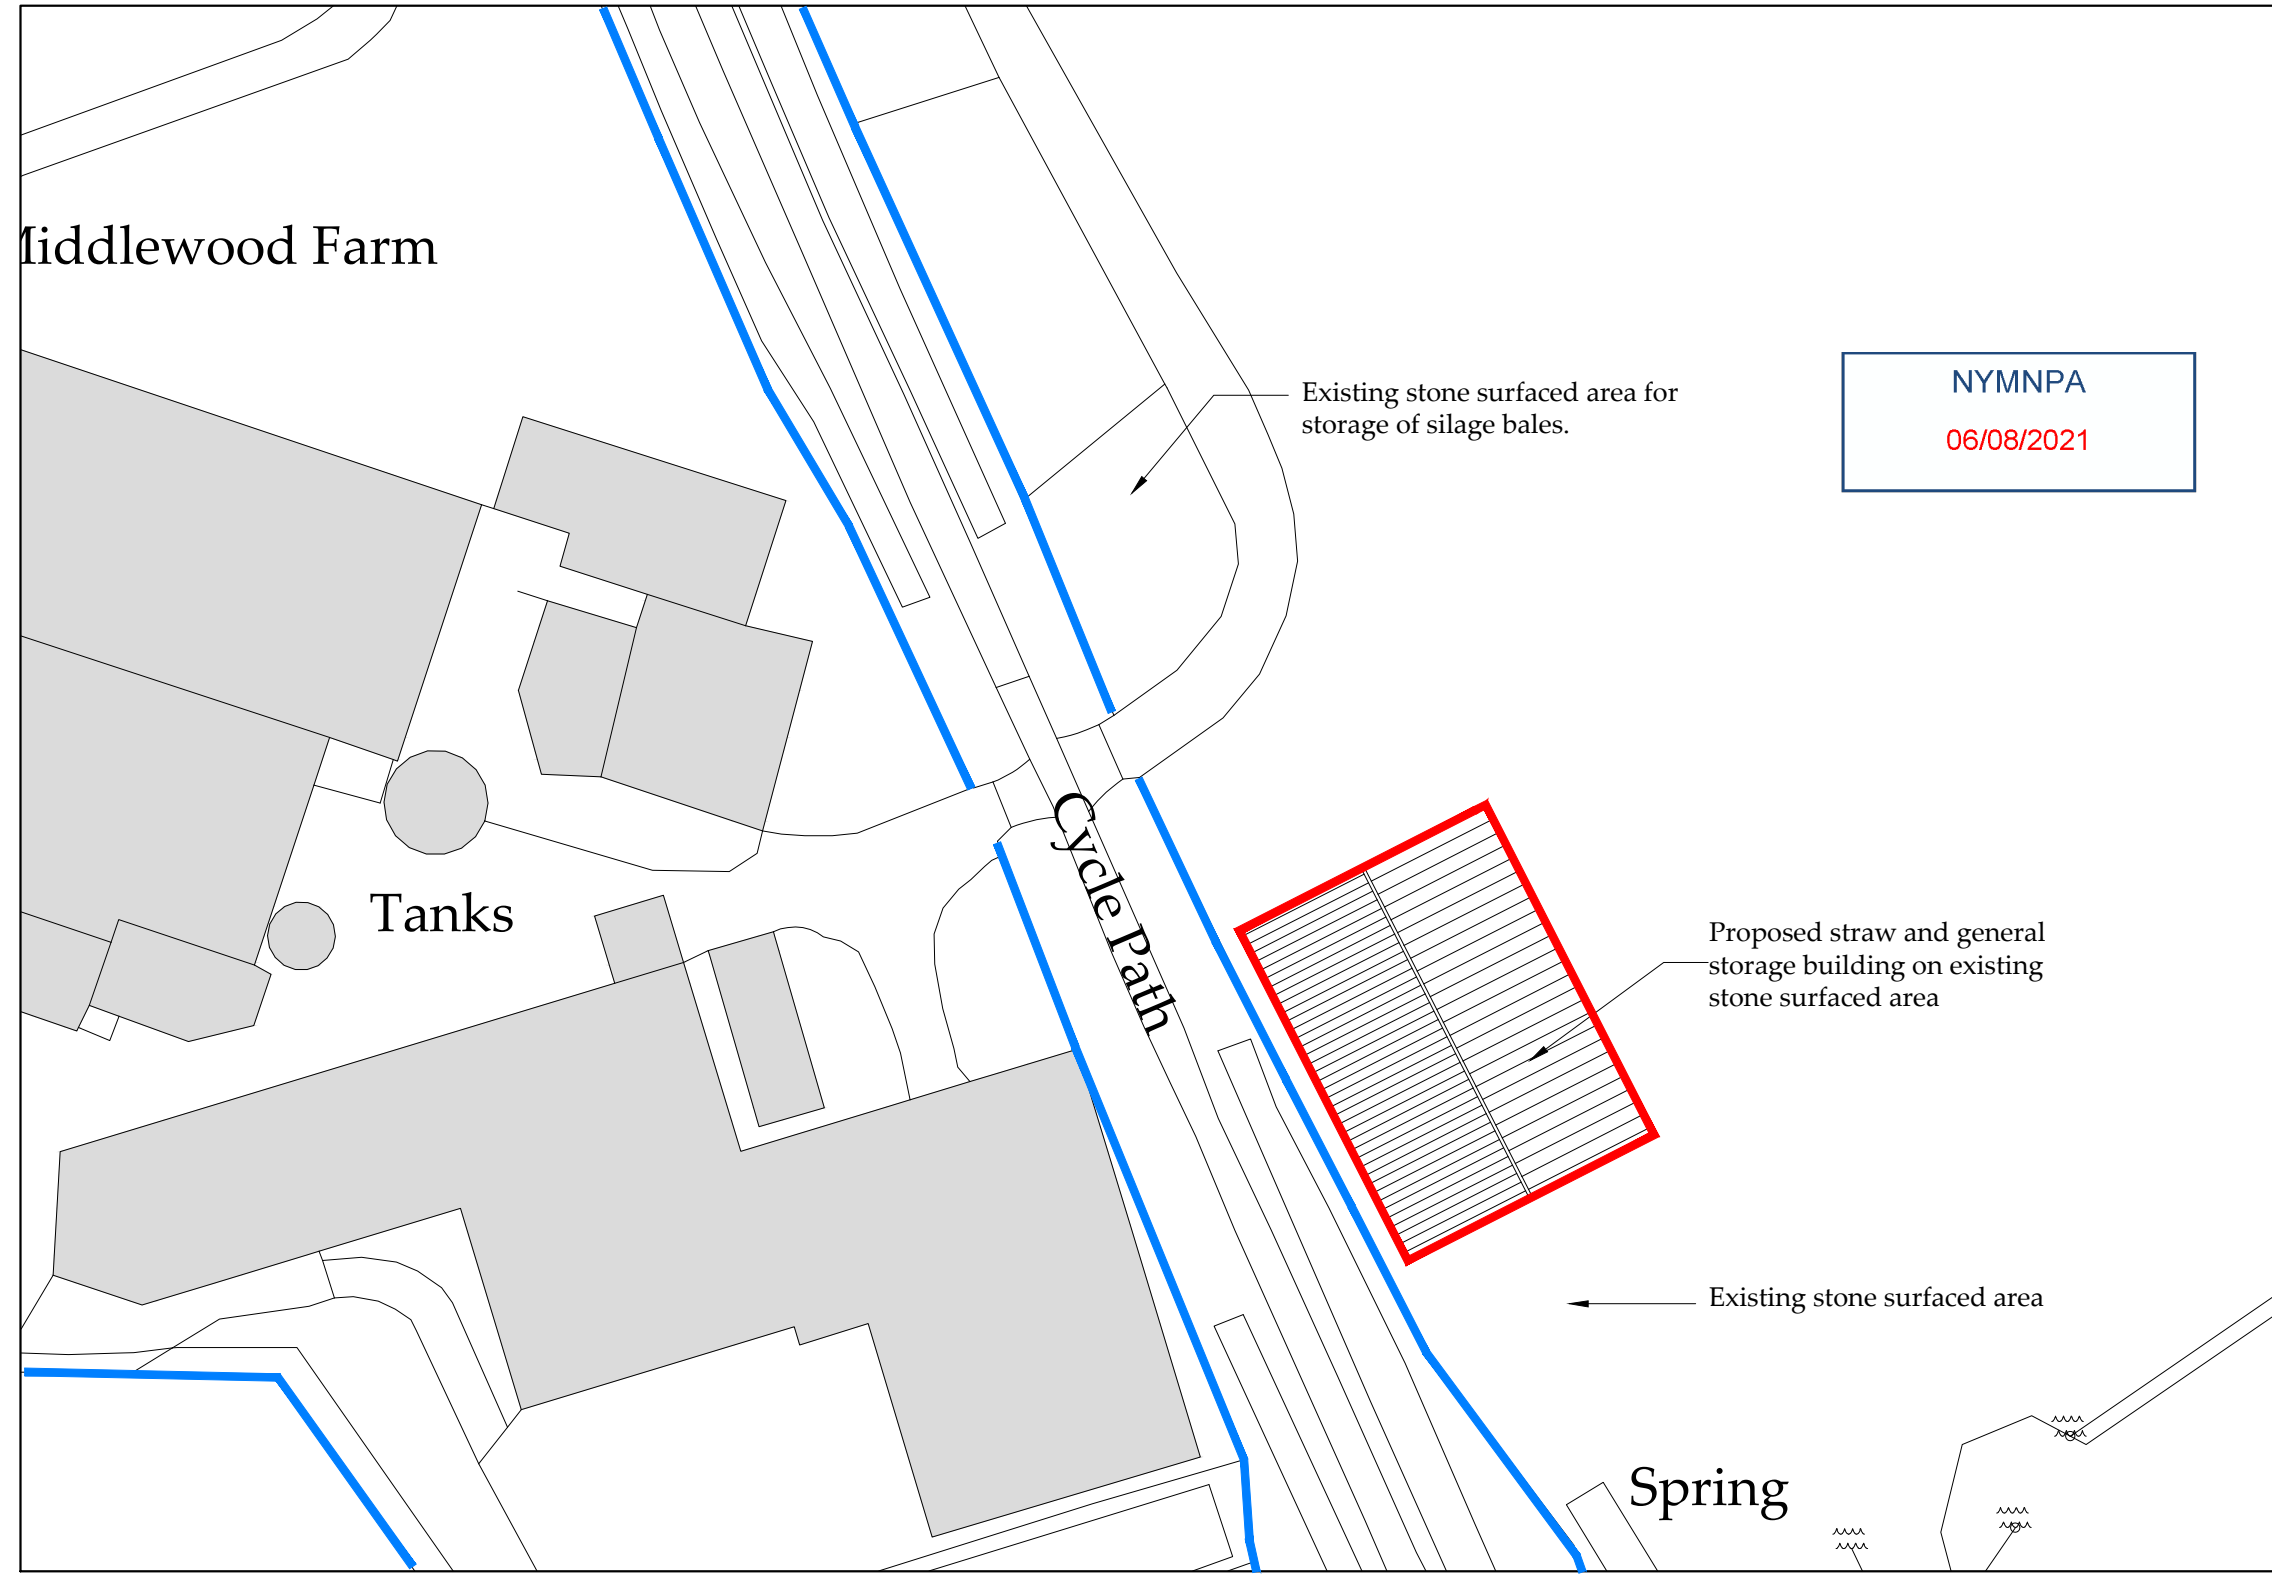 iddlewood Farm
Existing stone surfaced area for
storage of silage bales.
NYMNPA
06/08/2021
Cycle Path
Tanks
Proposed straw and general
storage building on existing
stone surfaced area
Existing stone surfaced area
Spring